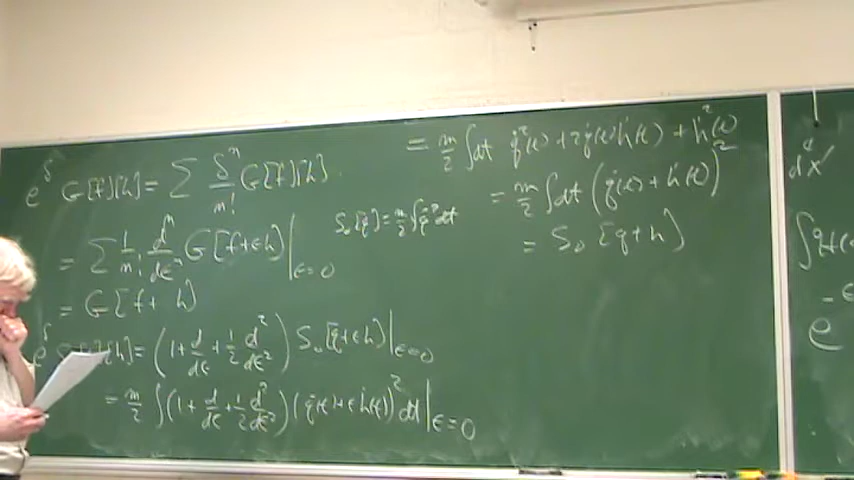 e^δ G[f][h] = Σ δ^n/n! G[f][h].
= Σ 1/n! d^n/dε^n G[f+εh]|_{ε=0}
= G[f+h]
S₀[q] = m/2 ∫ q̇² dt
e^δ [h] = (1 + d/dε + 1/2 d²/dε²) S₀[q+εh]|_{ε=0}
= m/2 ∫ (1 + d/dε + 1/2 d²/dε²)(q̇(t)+εḣ(t))² dt|_{ε=0}
= m/2 ∫dt q̇²(t) + 2q̇(t)ḣ(t) + ḣ²(t)
= m/2 ∫dt (q̇(t) + ḣ(t))²
= S₀[q+h]